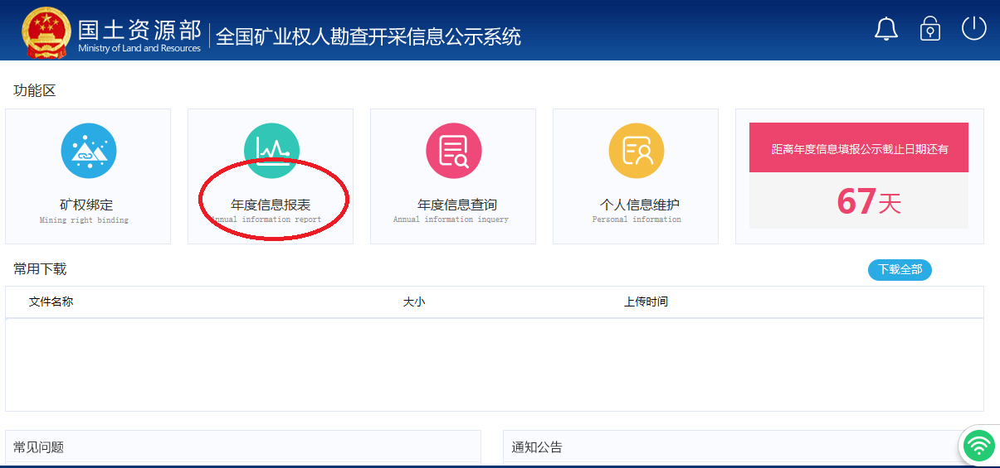 国土资源部
Ministry of Land and Resources
全国矿业权人勘查开采信息公示系统
功能区
矿权绑定
Mining right binding
年度信息报表
Annual information report
年度信息查询
Annual information inquery
个人信息维护
Personal information
距离年度信息填报公示截止日期还有
67天
常用下载
下载全部
文件名称 大小 上传时间
常见问题
通知公告